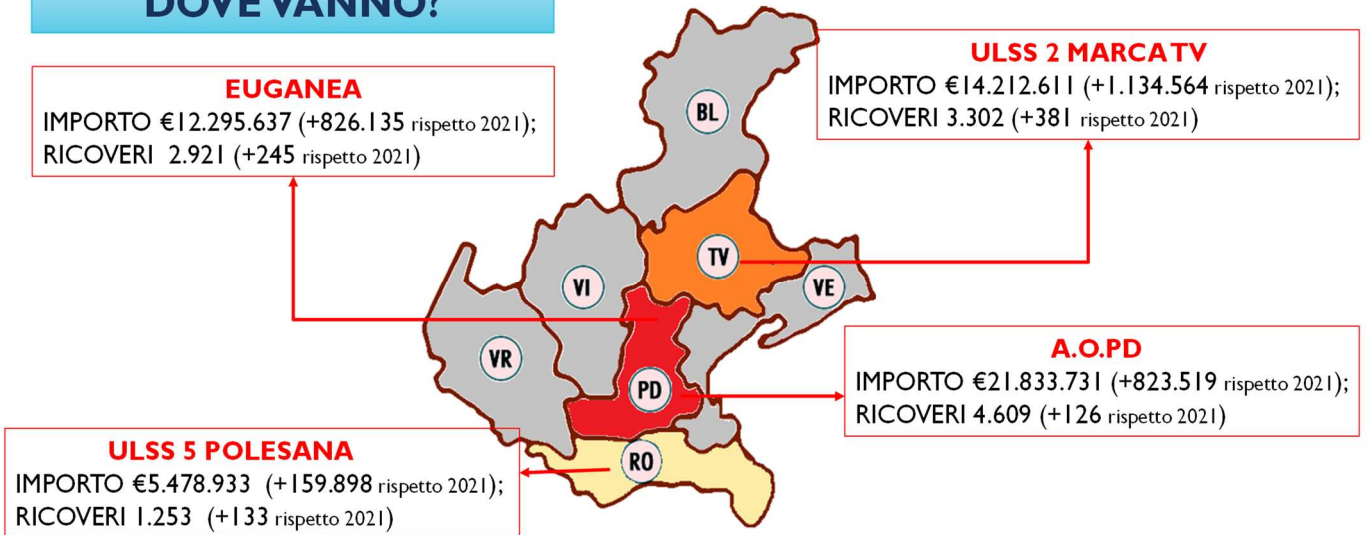 DOVE VANNO?
EUGANEA
IMPORTO €12.295.637 (+826.135 rispetto 2021);
RICOVERI 2.921 (+245 rispetto 2021)
ULSS 2 MARCA TV
IMPORTO €14.212.611 (+1.134.564 rispetto 2021);
RICOVERI 3.302 (+381 rispetto 2021)
BL
TV
VI
VE
VR
PD
RO
A.O.PD
IMPORTO €21.833.731 (+823.519 rispetto 2021);
RICOVERI 4.609 (+126 rispetto 2021)
ULSS 5 POLESANA
IMPORTO €5.478.933 (+159.898 rispetto 2021);
RICOVERI 1.253 (+133 rispetto 2021)